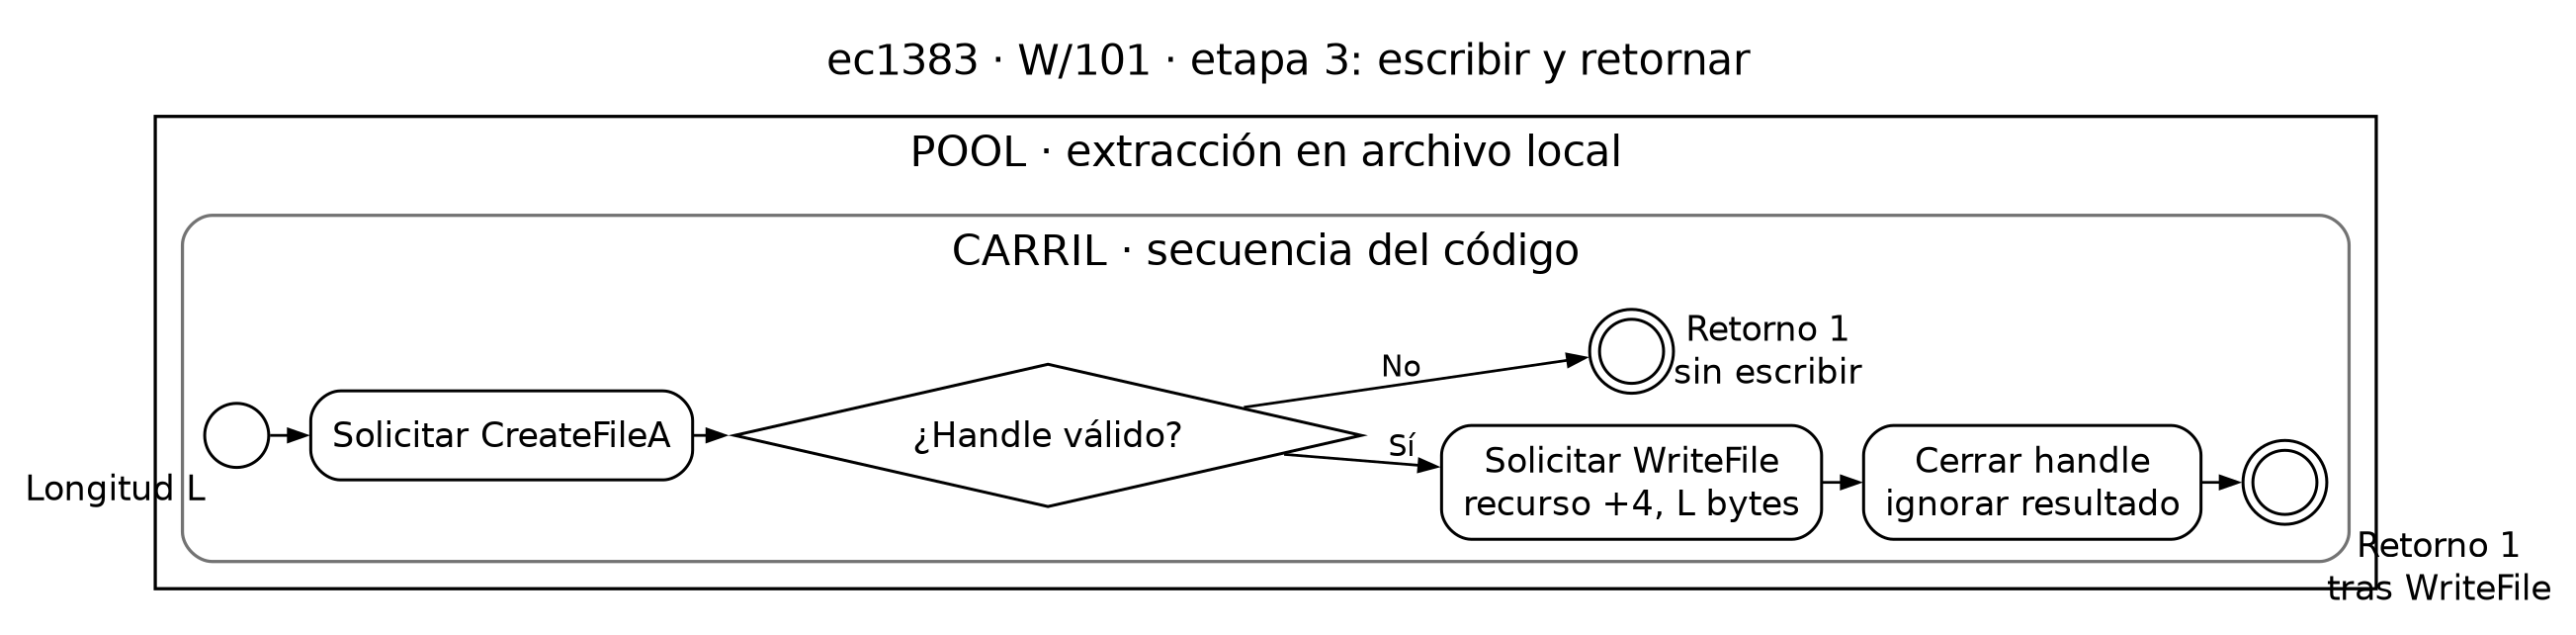 ec1383 · W/101 · etapa 3: escribir y retornar
POOL · extracción en archivo local
CARRIL · secuencia del código
Longitud L
Solicitar CreateFileA
¿Handle válido?
No
Retorno 1
sin escribir
Sí
Solicitar WriteFile
recurso +4, L bytes
Cerrar handle
ignorar resultado
Retorno 1
tras WriteFile